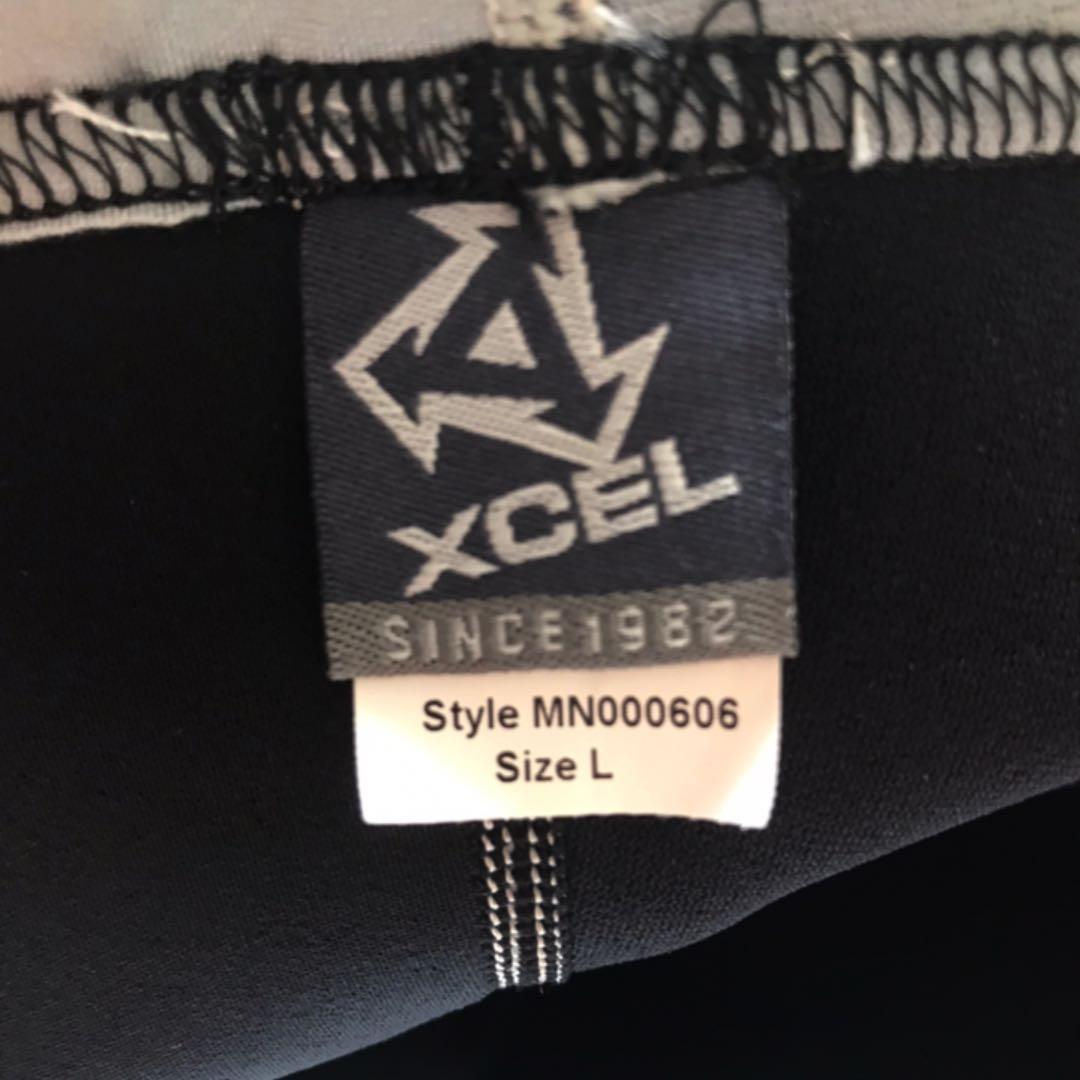 XCEL
SINCE 1982
Style MN000606
Size L